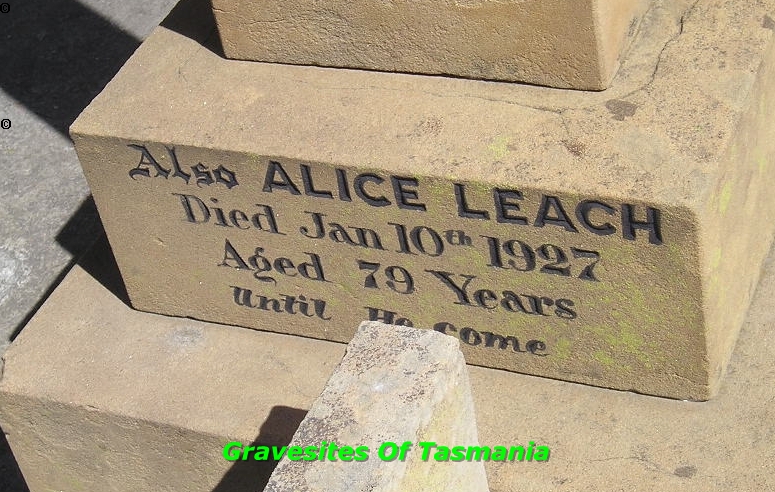 ©
©
Also ALICE LEACH
Died Jan 10th 1927
Aged 79 Years
Until He come
Gravesites Of Tasmania